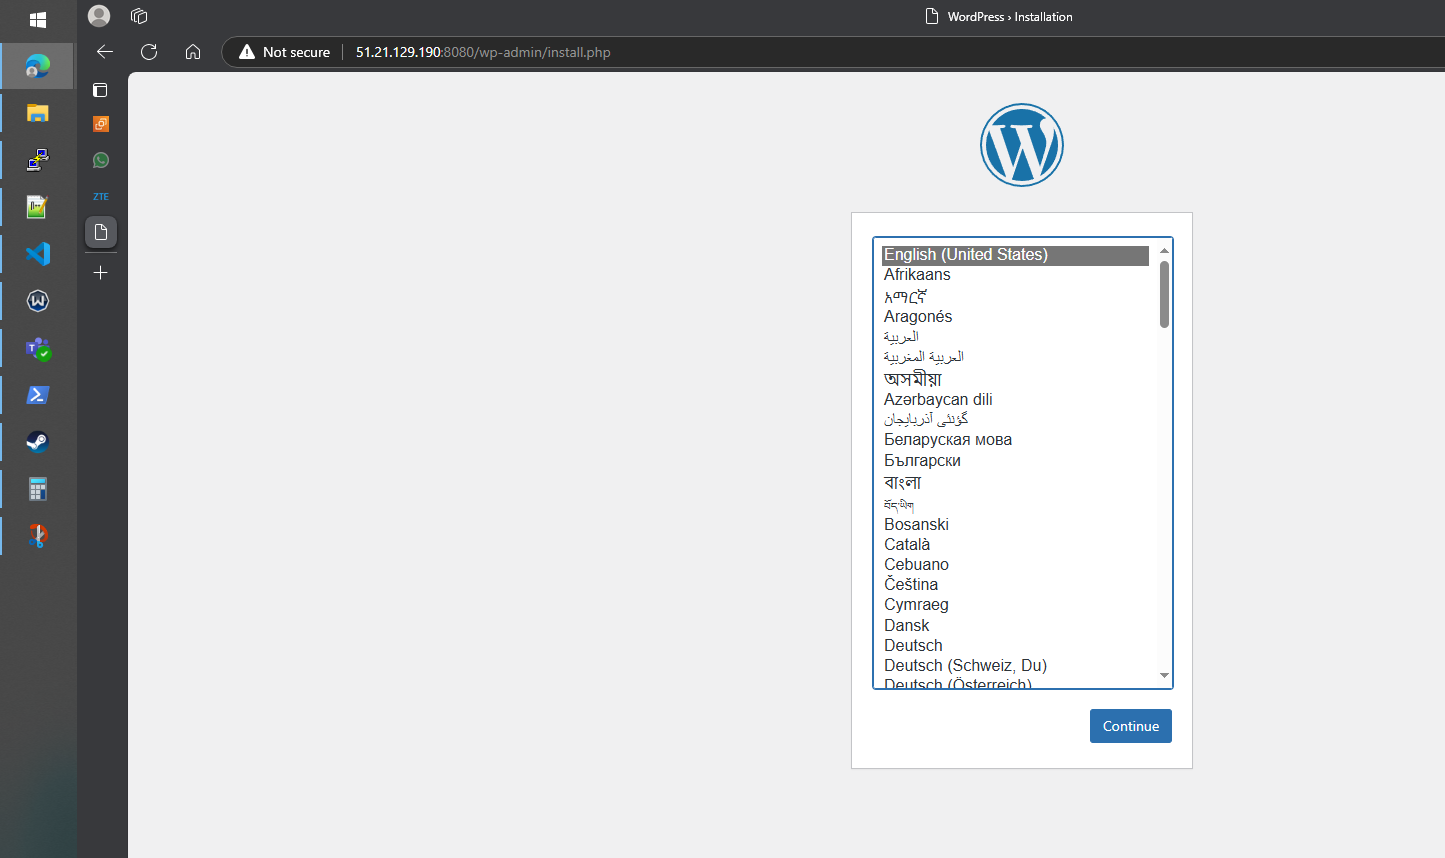 WordPress › Installation
Not secure
51.21.129.190:8080/wp-admin/install.php
ZTE
English (United States)
Afrikaans
አማርኛ
Aragonés
العربية
العربية المغربية
অসমীয়া
Azərbaycan dili
گؤنئی آذربایجان
Беларуская мова
Български
বাংলা
བོད་ཡིག
Bosanski
Català
Cebuano
Čeština
Cymraeg
Dansk
Deutsch
Deutsch (Schweiz, Du)
Deutsch (Österreich)
Continue